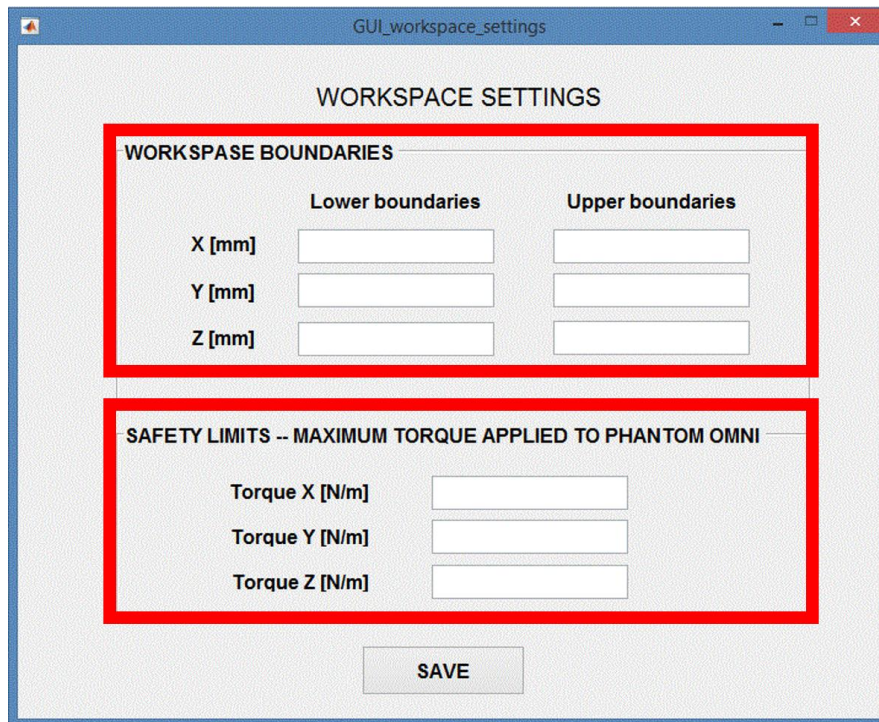 GUI_workspace_settings
WORKSPACE SETTINGS
WORKSPASE BOUNDARIES
Lower boundaries Upper boundaries
X [mm]
Y [mm]
Z [mm]
SAFETY LIMITS -- MAXIMUM TORQUE APPLIED TO PHANTOM OMNI
Torque X [N/m]
Torque Y [N/m]
Torque Z [N/m]
SAVE